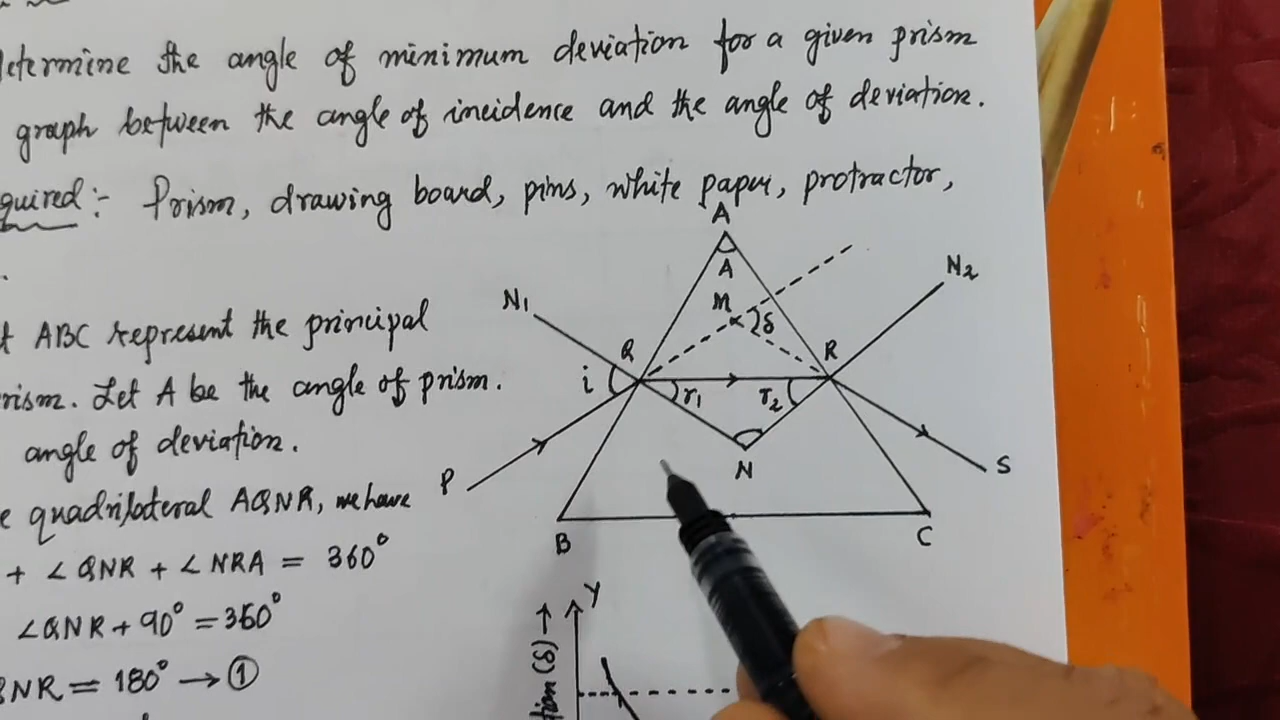 determine the angle of minimum deviation for a given prism
graph between the angle of incidence and the angle of deviation.
quired:- Prism, drawing board, pins, white paper, protractor,
t ABC represent the principal
rism. Let A be the angle of prism.
angle of deviation.
e quadrilateral AQNR, we have
+ ∠QNR + ∠NRA = 360°
∠QNR + 90° = 360°
QNR = 180° → ①
A
A
M
δ
N1
N2
Q
R
i
r1
r2
N
P
S
B
C
Y
tion (δ) →